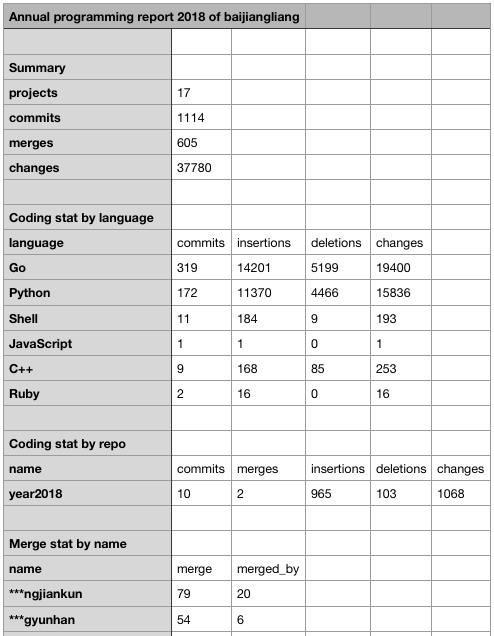 Annual programming report 2018 of baijiangliang
Summary
projects 17
commits 1114
merges 605
changes 37780
Coding stat by language
language commits insertions deletions changes
Go 319 14201 5199 19400
Python 172 11370 4466 15836
Shell 11 184 9 193
JavaScript 1 1 0 1
C++ 9 168 85 253
Ruby 2 16 0 16
Coding stat by repo
name commits merges insertions deletions changes
year2018 10 2 965 103 1068
Merge stat by name
name merge merged_by
***ngjiankun 79 20
***gyunhan 54 6